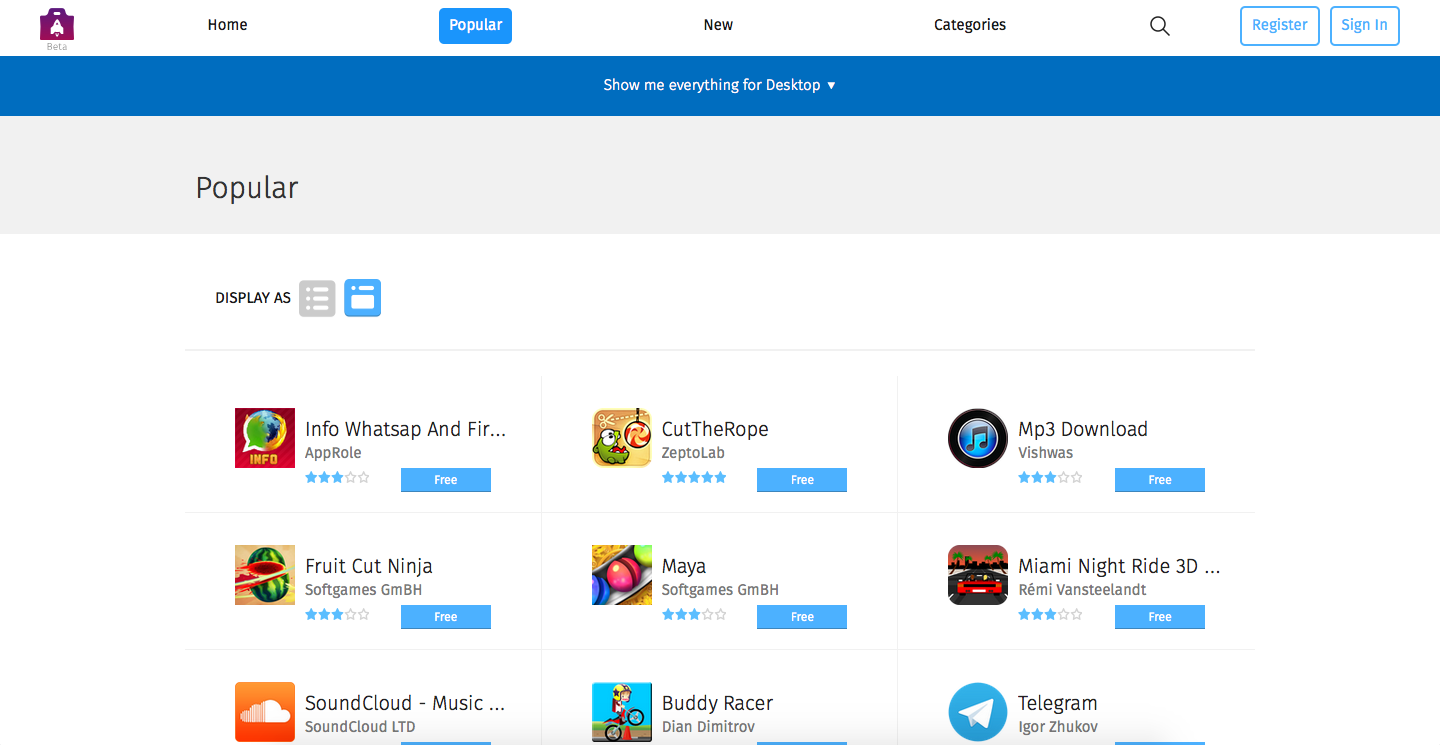 Beta
Home
Popular
New
Categories
Register
Sign In
Show me everything for Desktop ▼
Popular
DISPLAY AS
INFO
Info Whatsap And Fir...
AppRole
Free
CutTheRope
ZeptoLab
Free
Mp3 Download
Vishwas
Free
Fruit Cut Ninja
Softgames GmBH
Free
Maya
Softgames GmBH
Free
Miami Night Ride 3D ...
Rémi Vansteelandt
Free
SoundCloud - Music ...
SoundCloud LTD
Buddy Racer
Dian Dimitrov
Telegram
Igor Zhukov